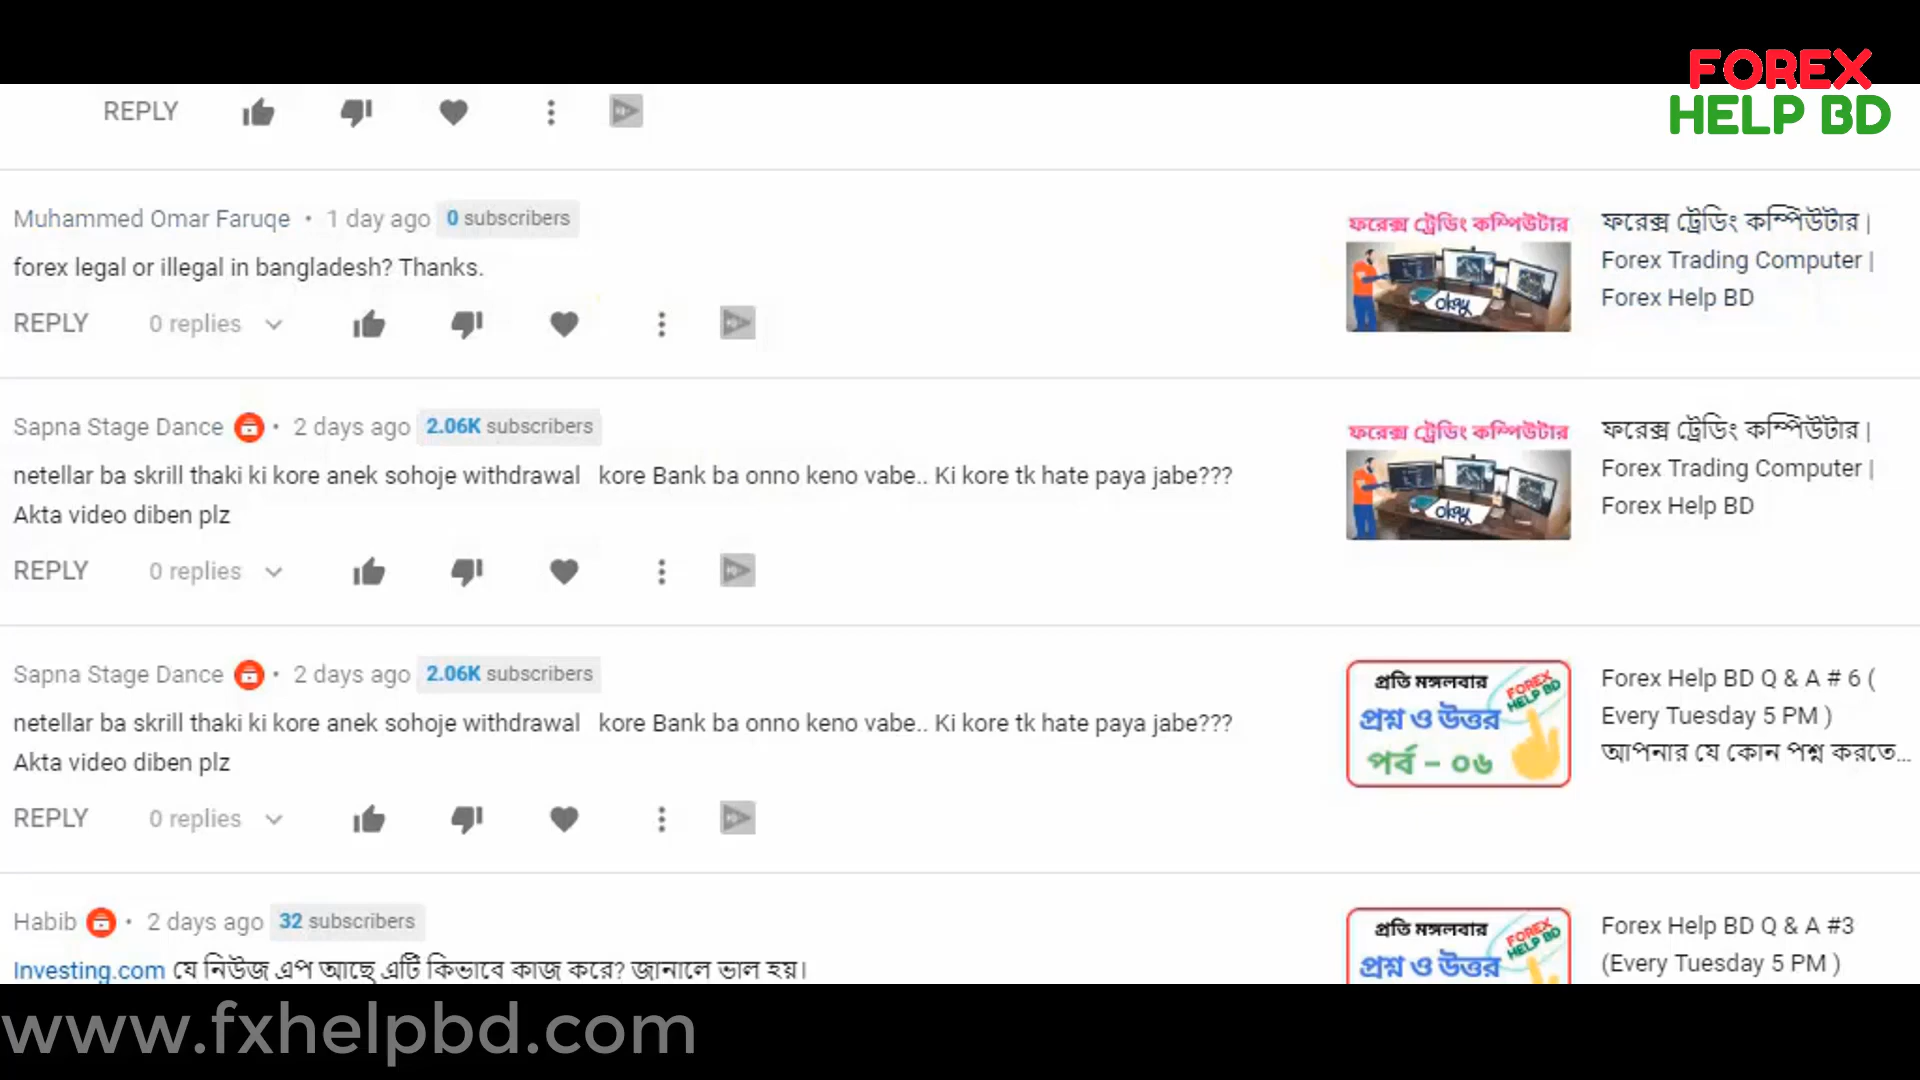 FOREX
HELP BD
REPLY
Muhammed Omar Faruqe • 1 day ago 0 subscribers
forex legal or illegal in bangladesh? Thanks.
REPLY 0 replies
ফরেক্স ট্রেডিং কম্পিউটার
okay
ফরেক্স ট্রেডিং কম্পিউটার |
Forex Trading Computer |
Forex Help BD
Sapna Stage Dance • 2 days ago 2.06K subscribers
netellar ba skrill thaki ki kore anek sohoje withdrawal kore Bank ba onno keno vabe.. Ki kore tk hate paya jabe???
Akta video diben plz
REPLY 0 replies
ফরেক্স ট্রেডিং কম্পিউটার
okay
ফরেক্স ট্রেডিং কম্পিউটার |
Forex Trading Computer |
Forex Help BD
Sapna Stage Dance • 2 days ago 2.06K subscribers
netellar ba skrill thaki ki kore anek sohoje withdrawal kore Bank ba onno keno vabe.. Ki kore tk hate paya jabe???
Akta video diben plz
REPLY 0 replies
প্রতি মঙ্গলবার
FOREX
HELP BD
প্রশ্ন ও উত্তর
পর্ব – ০৬
Forex Help BD Q & A # 6 (
Every Tuesday 5 PM )
আপনার যে কোন পশ্ন করতে...
Habib • 2 days ago 32 subscribers
Investing.com যে নিউজ এপ আছে এটি কিভাবে কাজ করে? জানালে ভাল হয়।
প্রতি মঙ্গলবার
FOREX
HELP BD
প্রশ্ন ও উত্তর
Forex Help BD Q & A #3
(Every Tuesday 5 PM )
www.fxhelpbd.com